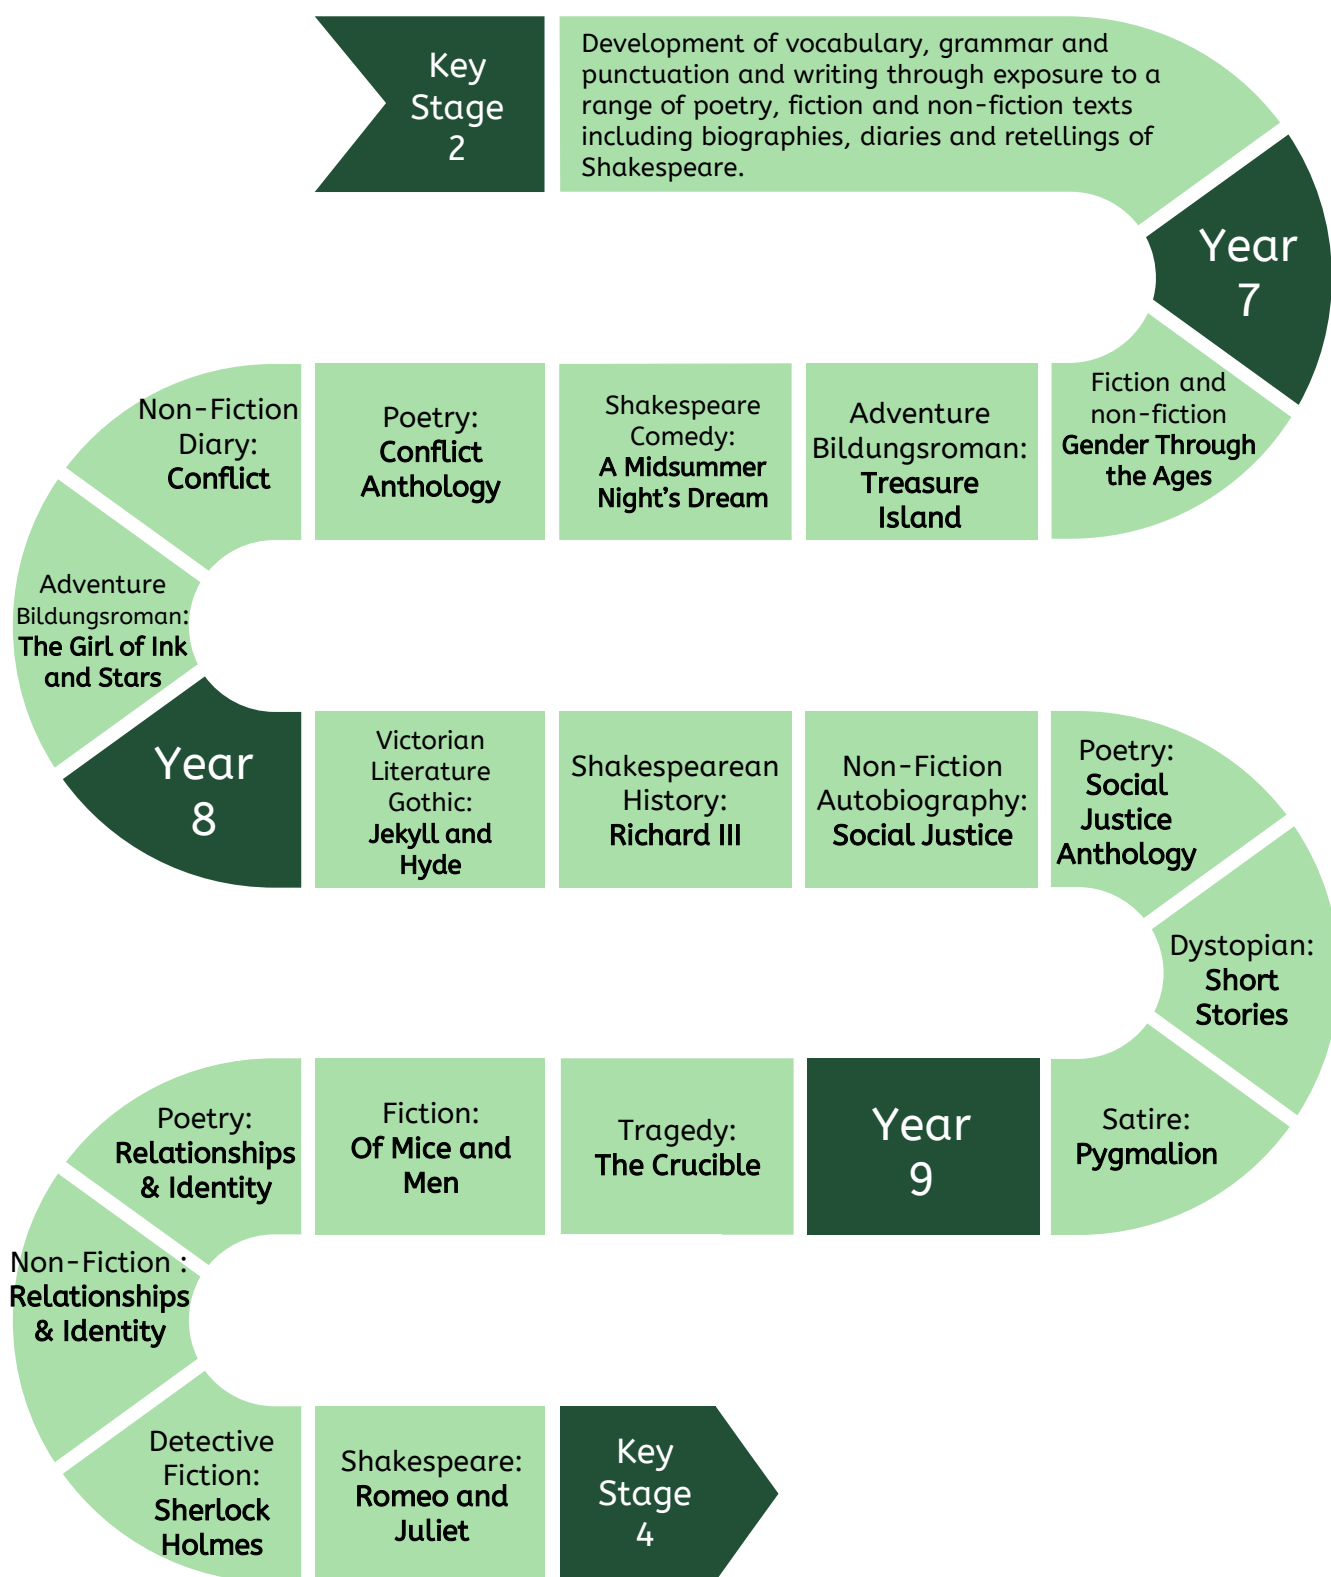 Key
Stage
2
Development of vocabulary, grammar and
punctuation and writing through exposure to a
range of poetry, fiction and non-fiction texts
including biographies, diaries and retellings of
Shakespeare.
Year
7
Fiction and
non-fiction
Gender Through
the Ages
Adventure
Bildungsroman:
Treasure
Island
Shakespeare
Comedy:
A Midsummer
Night's Dream
Poetry:
Conflict
Anthology
Non-Fiction
Diary:
Conflict
Adventure
Bildungsroman:
The Girl of Ink
and Stars
Year
8
Victorian
Literature
Gothic:
Jekyll and
Hyde
Shakespearean
History:
Richard III
Non-Fiction
Autobiography:
Social Justice
Poetry:
Social
Justice
Anthology
Dystopian:
Short
Stories
Satire:
Pygmalion
Year
9
Tragedy:
The Crucible
Fiction:
Of Mice and
Men
Poetry:
Relationships
& Identity
Non-Fiction :
Relationships
& Identity
Detective
Fiction:
Sherlock
Holmes
Shakespeare:
Romeo and
Juliet
Key
Stage
4